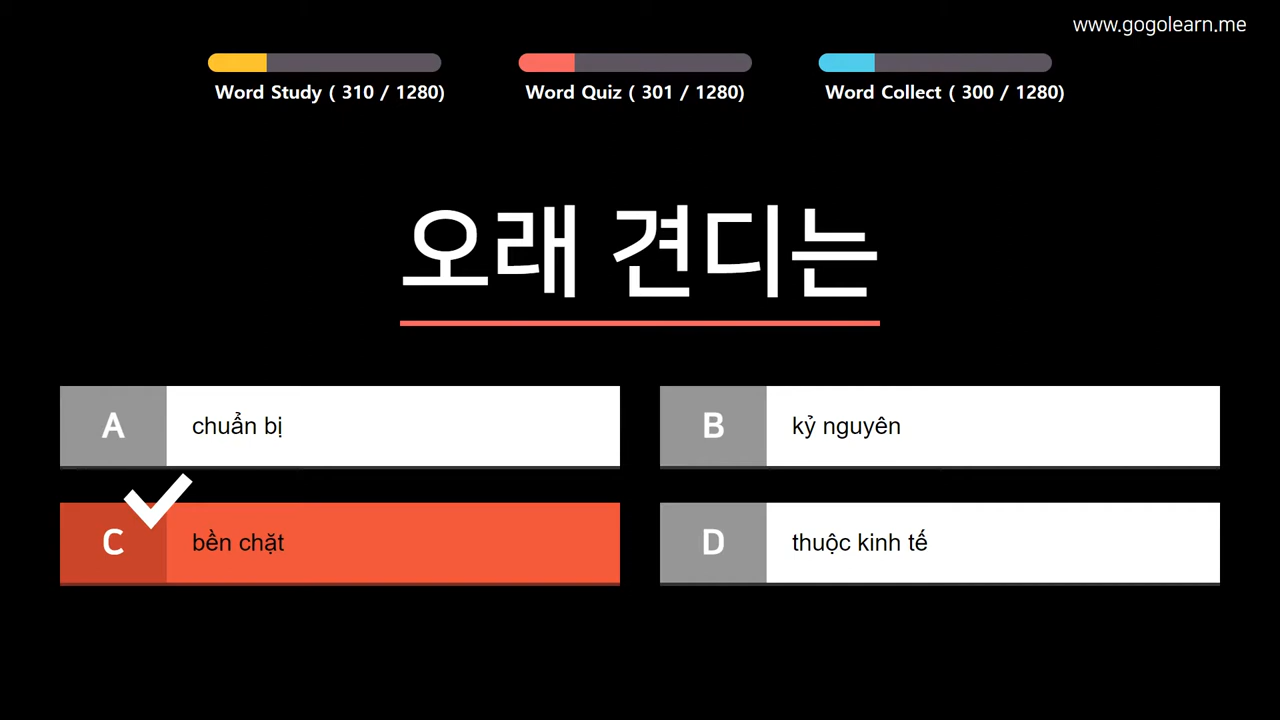 www.gogolearn.me
Word Study ( 310 / 1280)
Word Quiz ( 301 / 1280)
Word Collect ( 300 / 1280)
오래 견디는
A chuẩn bị
B kỷ nguyên
C bền chặt
D thuộc kinh tế